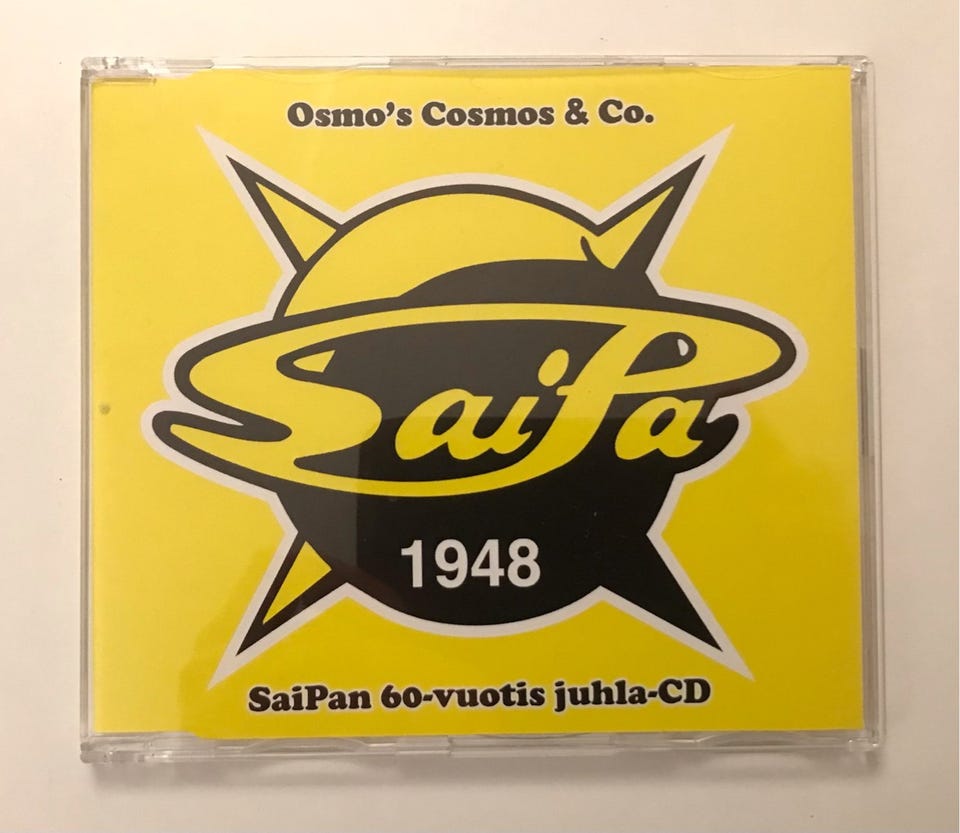 Osmo's Cosmos & Co.
SaiPa
1948
SaiPan 60-vuotis juhla-CD